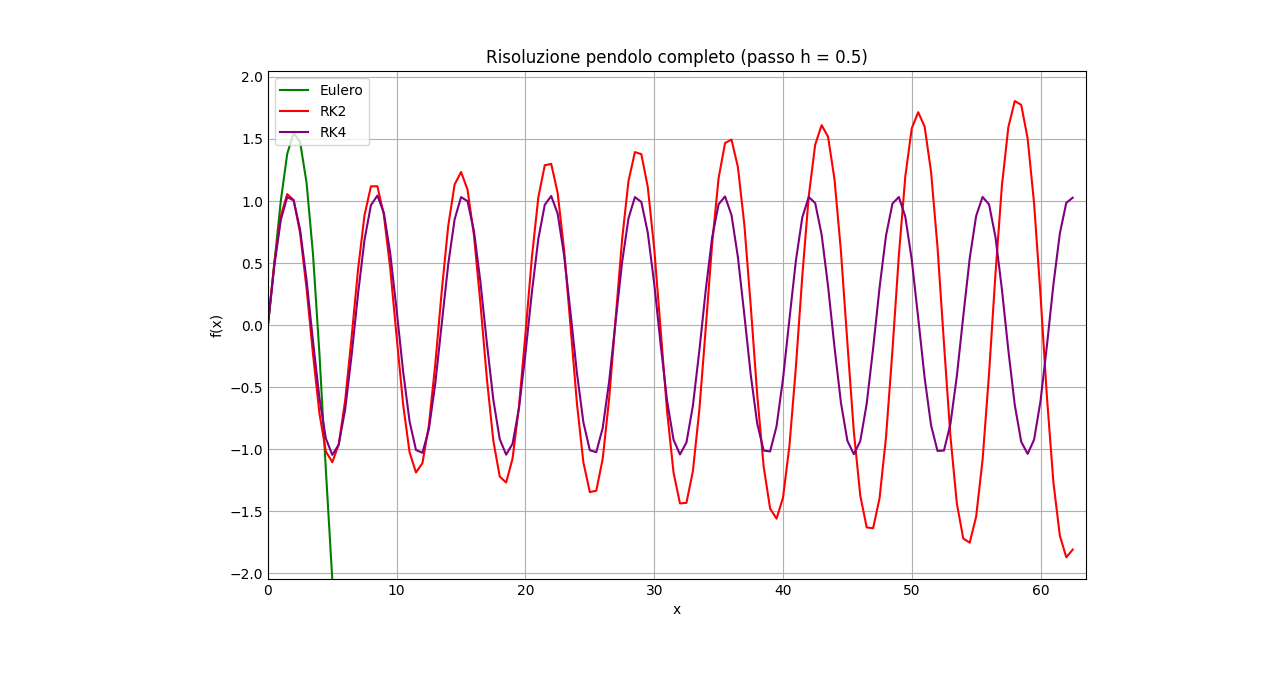 Risoluzione pendolo completo (passo h = 0.5)
Eulero
RK2
RK4
f(x)
2.0
1.5
1.0
0.5
0.0
−0.5
−1.0
−1.5
−2.0
0 10 20 30 40 50 60
x